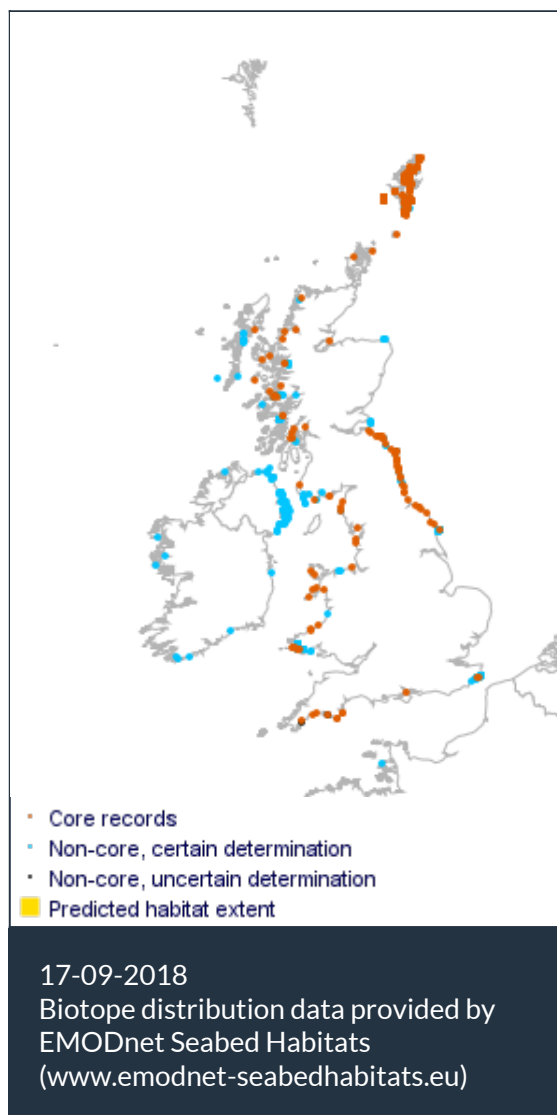 Core records
Non-core, certain determination
Non-core, uncertain determination
Predicted habitat extent
17-09-2018
Biotope distribution data provided by
EMODnet Seabed Habitats
(www.emodnet-seabedhabitats.eu)